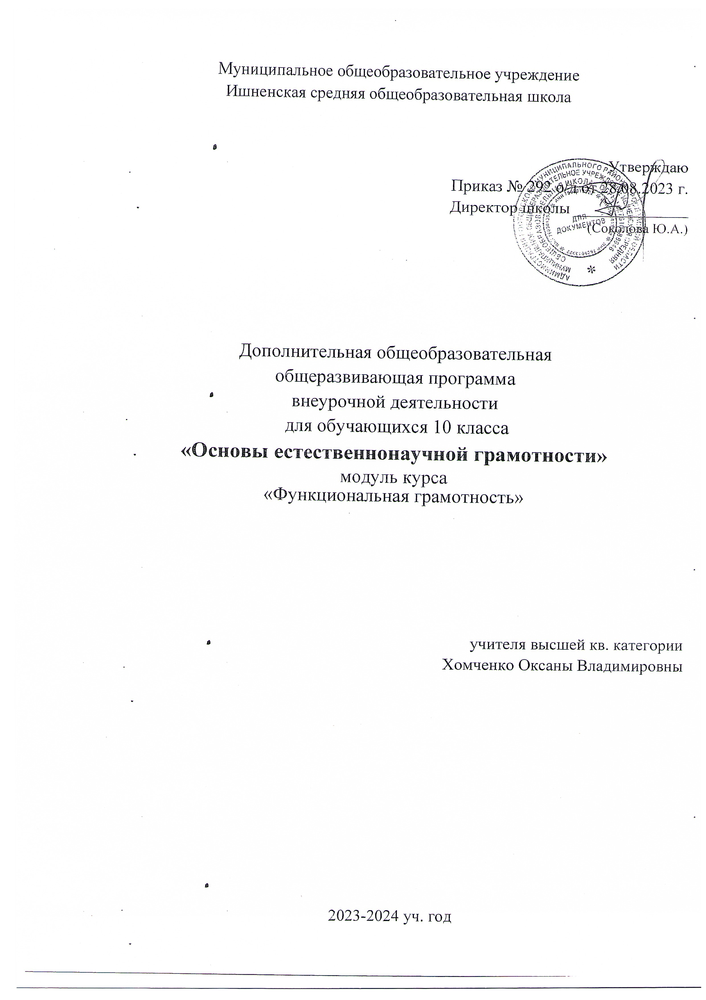 Муниципальное общеобразовательное учреждение
Ишненская средняя общеобразовательная школа
Утверждаю
Приказ № 292 о/д от 28.08.2023 г.
Директор школы
(Соколова Ю.А.)
ДЛЯ
ДОКУМЕНТОВ
Дополнительная общеобразовательная
общеразвивающая программа
внеурочной деятельности
для обучающихся 10 класса
«Основы естественнонаучной грамотности»
модуль курса
«Функциональная грамотность»
учителя высшей кв. категории
Хомченко Оксаны Владимировны
2023-2024 уч. год